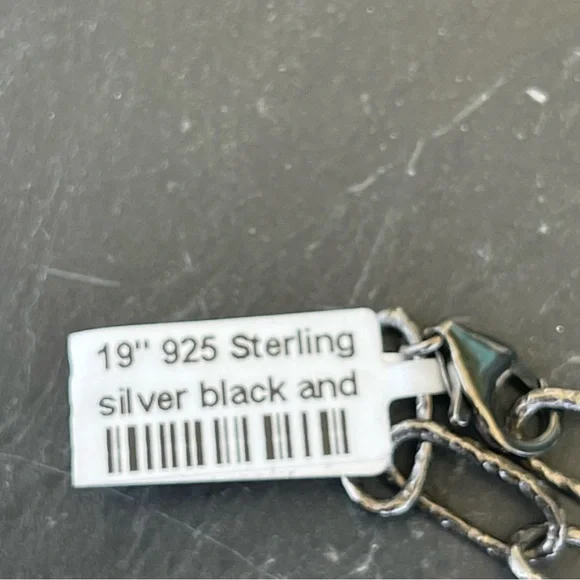 19" 925 Sterling
silver black and